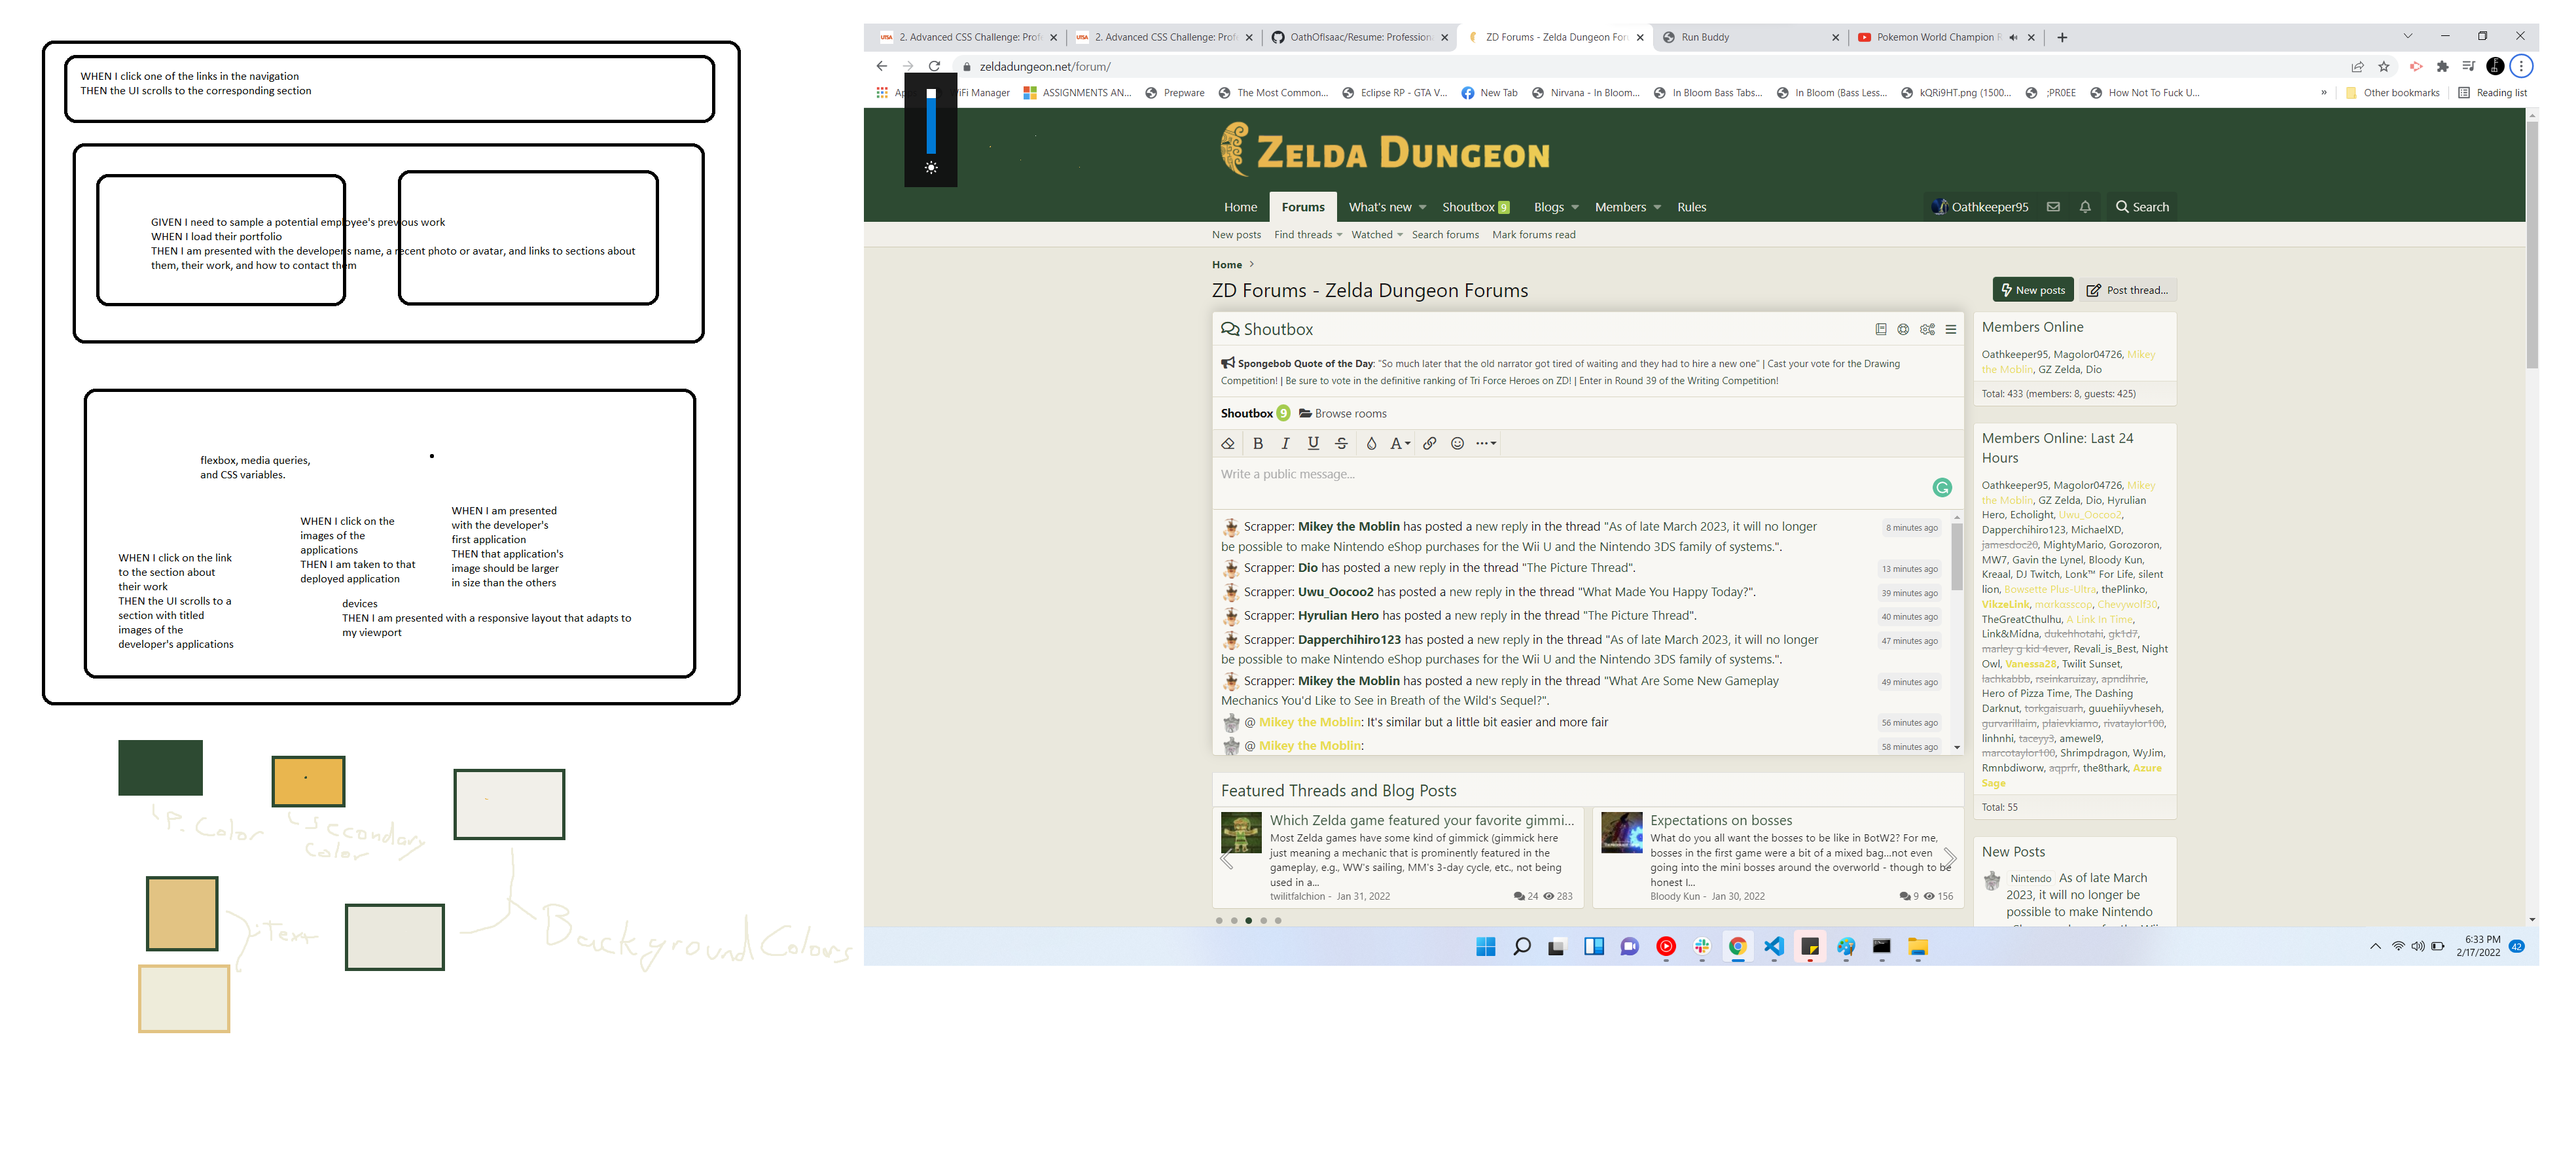 WHEN I click one of the links in the navigation
THEN the UI scrolls to the corresponding section
GIVEN I need to sample a potential employee's previous work
WHEN I load their portfolio
THEN I am presented with the developer's name, a recent photo or avatar, and links to sections about
them, their work, and how to contact them
flexbox, media queries,
and CSS variables.
WHEN I click on the link
to the section about
their work
THEN the UI scrolls to a
section with titled
images of the
developer's applications
WHEN I click on the
images of the
applications
THEN I am taken to that
deployed application
WHEN I am presented
with the developer's
first application
THEN that application's
image should be larger
in size than the others
devices
THEN I am presented with a responsive layout that adapts to
my viewport
P. Color
Seccondary
Color
Text
Background Colors
2. Advanced CSS Challenge: Prof
2. Advanced CSS Challenge: Prof
OathOfIsaac/Resume: Profession
ZD Forums - Zelda Dungeon For
Run Buddy
Pokemon World Champion R
zeldadungeon.net/forum/
WiFi Manager
ASSIGNMENTS AN...
Prepware
The Most Common...
Eclipse RP - GTA V...
New Tab
Nirvana - In Bloom...
In Bloom Bass Tabs...
In Bloom (Bass Less...
kQRi9HT.png (1500...
;PR0EE
How Not To Fuck U...
»
Other bookmarks
Reading list
ZELDA DUNGEON
Home
Forums
What's new
Shoutbox 9
Blogs
Members
Rules
Oathkeeper95
Search
New posts
Find threads
Watched
Search forums
Mark forums read
Home
ZD Forums - Zelda Dungeon Forums
New posts
Post thread...
Shoutbox
Spongebob Quote of the Day: "So much later that the old narrator got tired of waiting and they had to hire a new one" | Cast your vote for the Drawing
Competition! | Be sure to vote in the definitive ranking of Tri Force Heroes on ZD! | Enter in Round 39 of the Writing Competition!
Shoutbox 9 Browse rooms
B I U S A
Write a public message...
Scrapper: Mikey the Moblin has posted a new reply in the thread "As of late March 2023, it will no longer
8 minutes ago
be possible to make Nintendo eShop purchases for the Wii U and the Nintendo 3DS family of systems.".
Scrapper: Dio has posted a new reply in the thread "The Picture Thread".
13 minutes ago
Scrapper: Uwu_Oocoo2 has posted a new reply in the thread "What Made You Happy Today?".
39 minutes ago
Scrapper: Hyrulian Hero has posted a new reply in the thread "The Picture Thread".
40 minutes ago
Scrapper: Dapperchihiro123 has posted a new reply in the thread "As of late March 2023, it will no longer
47 minutes ago
be possible to make Nintendo eShop purchases for the Wii U and the Nintendo 3DS family of systems.".
Scrapper: Mikey the Moblin has posted a new reply in the thread "What Are Some New Gameplay
49 minutes ago
Mechanics You'd Like to See in Breath of the Wild's Sequel?".
@ Mikey the Moblin: It's similar but a little bit easier and more fair
56 minutes ago
@ Mikey the Moblin:
58 minutes ago
Featured Threads and Blog Posts
Which Zelda game featured your favorite gimmi...
Most Zelda games have some kind of gimmick (gimmick here
just meaning a mechanic that is prominently featured in the
gameplay, e.g., WW's sailing, MM's 3-day cycle, etc., not being
used in a...
twilitfalchion - Jan 31, 2022
24 283
Expectations on bosses
What do you all want the bosses to be like in BotW2? For me,
bosses in the first game were a bit of a mixed bag...not even
going into the mini bosses around the overworld - though to be
honest I...
Bloody Kun - Jan 30, 2022
9 156
Members Online
Oathkeeper95, Magolor04726, Mikey
the Moblin, GZ Zelda, Dio
Total: 433 (members: 8, guests: 425)
Members Online: Last 24
Hours
Oathkeeper95, Magolor04726, Mikey
the Moblin, GZ Zelda, Dio, Hyrulian
Hero, Echolight, Uwu_Oocoo2,
Dapperchihiro123, MichaelXD,
jamesdoc20, MightyMario, Gorozoron,
MW7, Gavin the Lynel, Bloody Kun,
Kreaal, DJ Twitch, Lonk™ For Life, silent
lion, Bowsette Plus-Ultra, thePlinko,
VikzeLink, markasscop, Chevywolf30,
TheGreatCthulhu, A Link In Time,
Link&Midna, dukehhotahi, gk1d7,
marley g kid 4ever, Revali_is_Best, Night
Owl, Vanessa28, Twilit Sunset,
lachkabbb, rseinkaruizay, apndihrie,
Hero of Pizza Time, The Dashing
Darknut, torkgaisuarh, guuehiiyvheseh,
gurvarillaim, plaievkiamo, rivataylor100,
linhnhi, taceyy3, amewel9,
marcotaylor100, Shrimpdragon, WyJim,
Rmnbdiworw, aqprfr, the8thark, Azure
Sage
Total: 55
New Posts
Nintendo As of late March
2023, it will no longer be
possible to make Nintendo
6:33 PM
2/17/2022
42